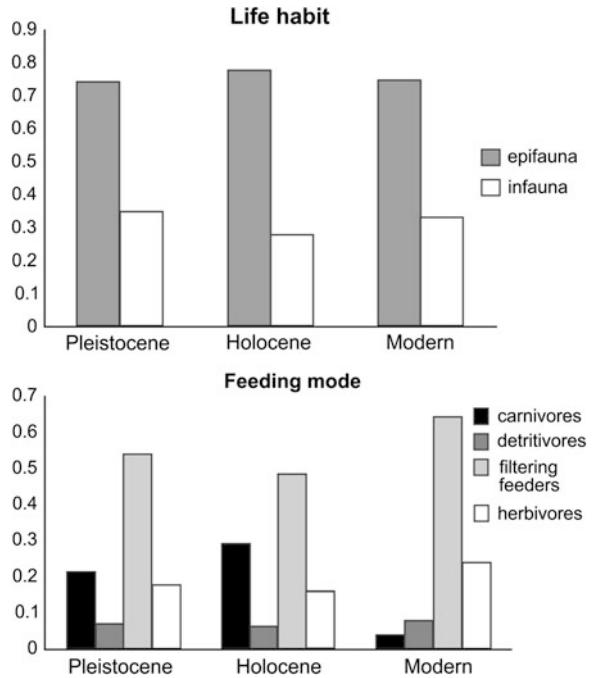 Life habit
0.9
0.8
0.7
0.6
0.5
0.4
0.3
0.2
0.1
0
epifauna
infauna
Pleistocene Holocene Modern
Feeding mode
0.7
0.6
0.5
0.4
0.3
0.2
0.1
0
carnivores
detritivores
filtering
feeders
herbivores
Pleistocene Holocene Modern